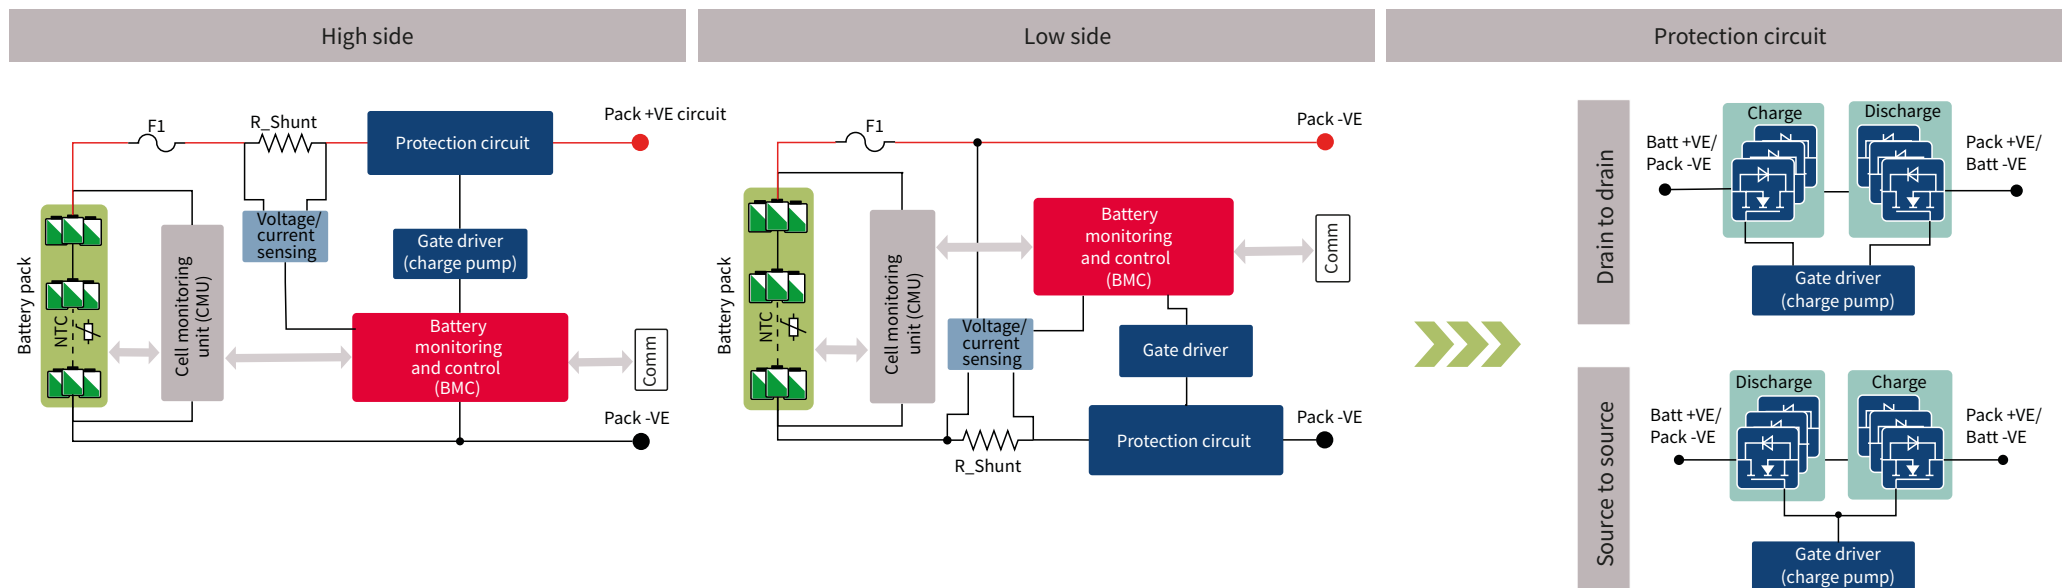 High side
Low side
Protection circuit
F1
R_Shunt
Protection circuit
Pack +VE circuit
Voltage/
current
sensing
Gate driver
(charge pump)
Battery pack
NTC
Cell monitoring
unit (CMU)
Battery
monitoring
and control
(BMC)
Comm
Pack -VE
F1
Pack -VE
Battery pack
NTC
Cell monitoring
unit (CMU)
Battery
monitoring
and control
(BMC)
Comm
Voltage/
current
sensing
Gate driver
R_Shunt
Protection circuit
Pack -VE
Drain to drain
Charge
Discharge
Batt +VE/
Pack -VE
Pack +VE/
Batt -VE
Gate driver
(charge pump)
Source to source
Discharge
Charge
Batt +VE/
Pack -VE
Pack +VE/
Batt -VE
Gate driver
(charge pump)